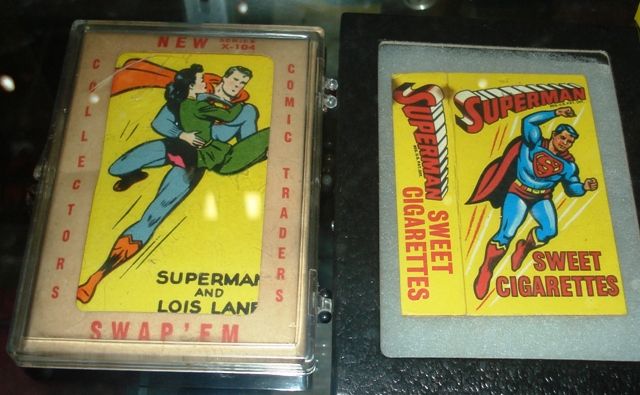 NEW SERIES
X-104
COLLECTORS
COMIC TRADERS
SUPERMAN
AND
LOIS LANE
SWAP'EM
SUPERMAN
SWEET
CIGARETTES
SUPERMAN
SWEET
CIGARETTES